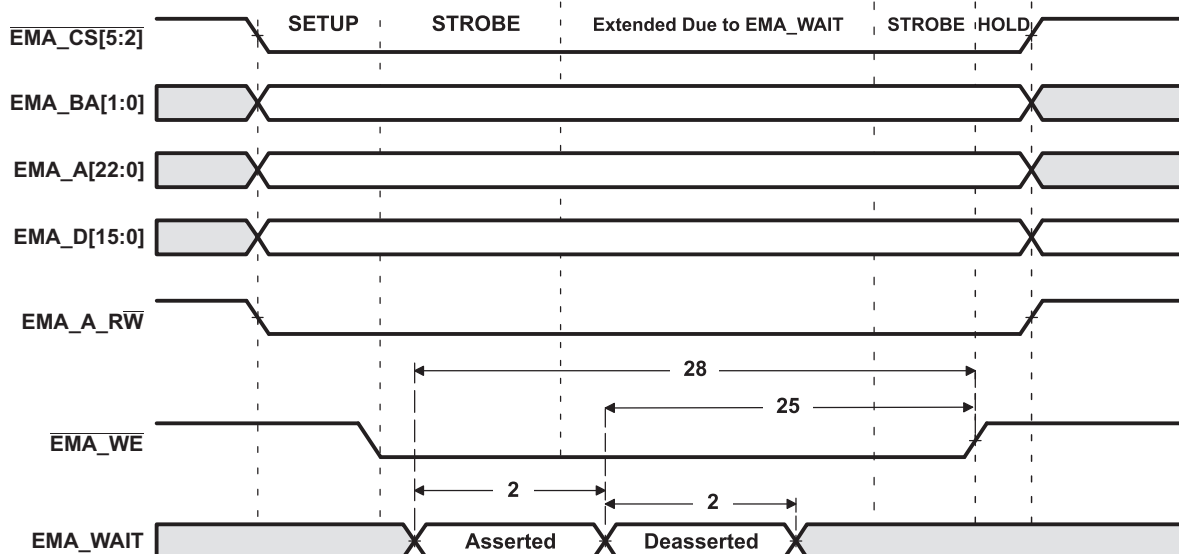 EMA_CS[5:2]
SETUP
STROBE
Extended Due to EMA_WAIT
STROBE
HOLD
EMA_BA[1:0]
EMA_A[22:0]
EMA_D[15:0]
EMA_A_RW
28
25
EMA_WE
2
2
EMA_WAIT
Asserted
Deasserted